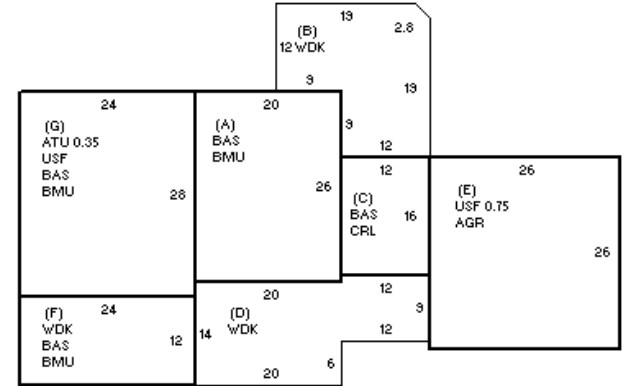 19
(B)
2.8
12 WDK
9
19
24
20
(G)
ATU 0.35
USF
BAS
BMU
(A)
BAS
BMU
9
12
28
26
12
(C)
BAS
CRL
16
26
(E)
USF 0.75
AGR
26
24
(F)
WDK
BAS
BMU
12
20
(D)
WDK
14
12
9
12
6
20